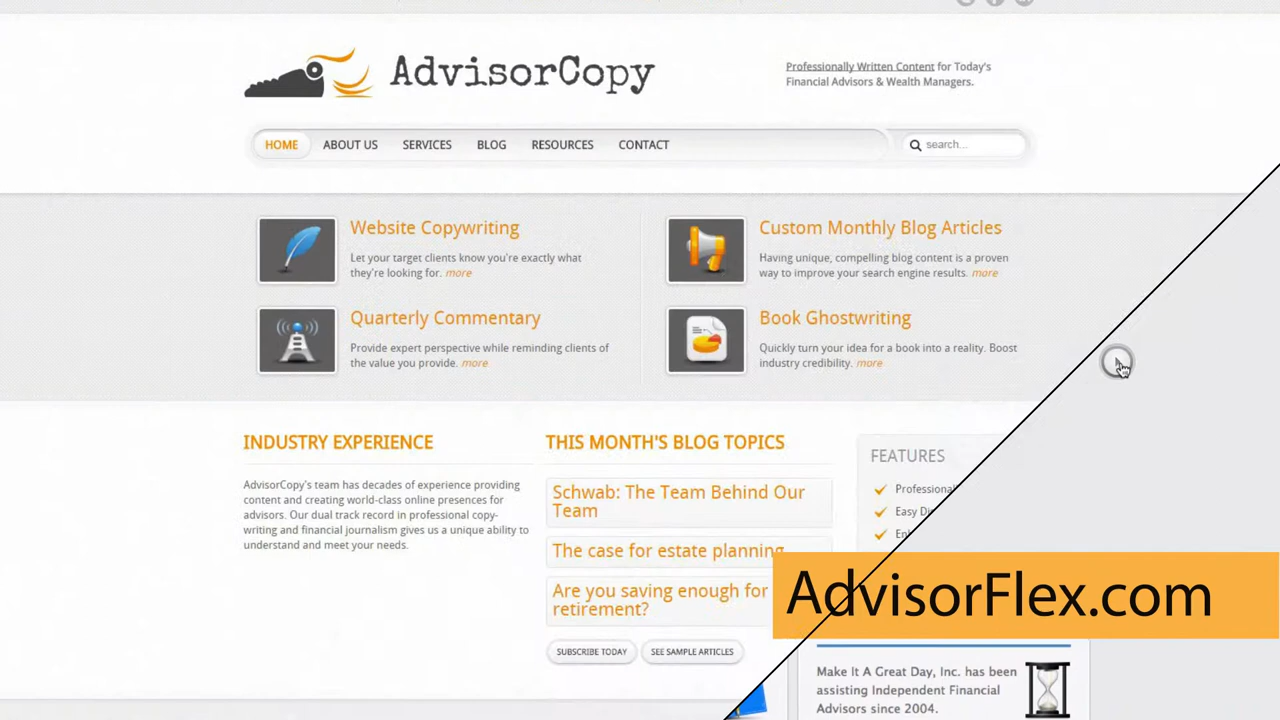 AdvisorCopy
Professionally Written Content for Today's
Financial Advisors & Wealth Managers.
HOME ABOUT US SERVICES BLOG RESOURCES CONTACT
search...
Website Copywriting
Let your target clients know you're exactly what
they're looking for. more
Custom Monthly Blog Articles
Having unique, compelling blog content is a proven
way to improve your search engine results. more
Quarterly Commentary
Provide expert perspective while reminding clients of
the value you provide. more
Book Ghostwriting
Quickly turn your idea for a book into a reality. Boost
industry credibility. more
INDUSTRY EXPERIENCE
AdvisorCopy's team has decades of experience providing
content and creating world-class online presences for
advisors. Our dual track record in professional copy-
writing and financial journalism gives us a unique ability to
understand and meet your needs.
THIS MONTH'S BLOG TOPICS
Schwab: The Team Behind Our
Team
The case for estate planning
Are you saving enough for
retirement?
SUBSCRIBE TODAY SEE SAMPLE ARTICLES
FEATURES
Easy
AdvisorFlex.com
Make It A Great Day, Inc. has been
assisting Independent Financial
Advisors since 2004.